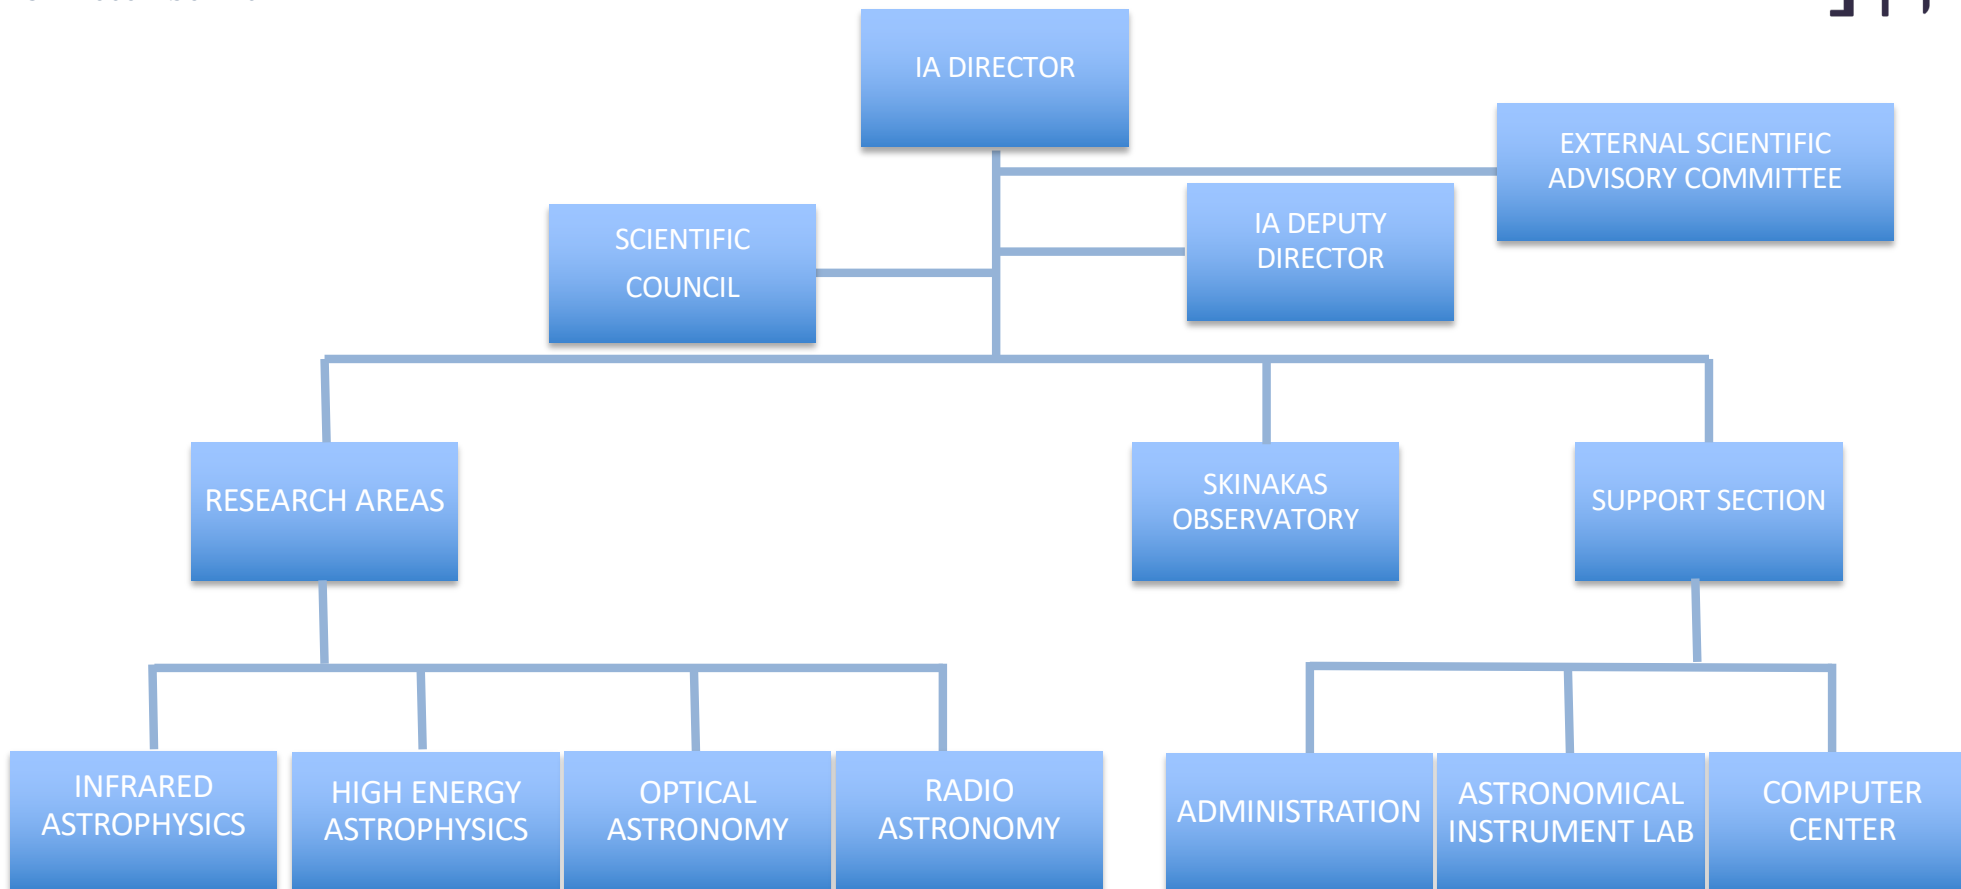 IA DIRECTOR
EXTERNAL SCIENTIFIC
ADVISORY COMMITTEE
IA DEPUTY
DIRECTOR
SCIENTIFIC
COUNCIL
RESEARCH AREAS
SKINAKAS
OBSERVATORY
SUPPORT SECTION
INFRARED
ASTROPHYSICS
HIGH ENERGY
ASTROPHYSICS
OPTICAL
ASTRONOMY
RADIO
ASTRONOMY
ADMINISTRATION
ASTRONOMICAL
INSTRUMENT LAB
COMPUTER
CENTER